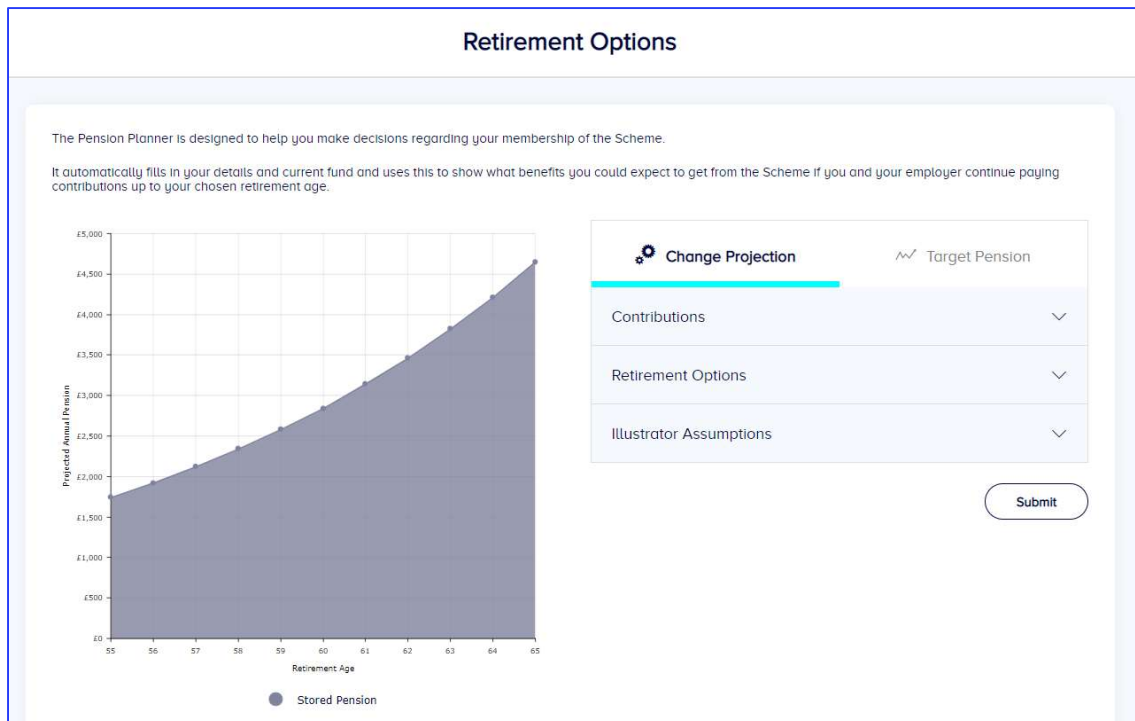 Retirement Options
The Pension Planner is designed to help you make decisions regarding your membership of the Scheme.
It automatically fills in your details and current fund and uses this to show what benefits you could expect to get from the Scheme if you and your employer continue paying
contributions up to your chosen retirement age.
£5,000
£4,500
£4,000
£3,500
£3,000
£2,500
£2,000
£1,500
£1,000
£500
£0
Projected Annual Pension
55 56 57 58 59 60 61 62 63 64 65
Retirement Age
Stored Pension
Change Projection
Target Pension
Contributions
Retirement Options
Illustrator Assumptions
Submit